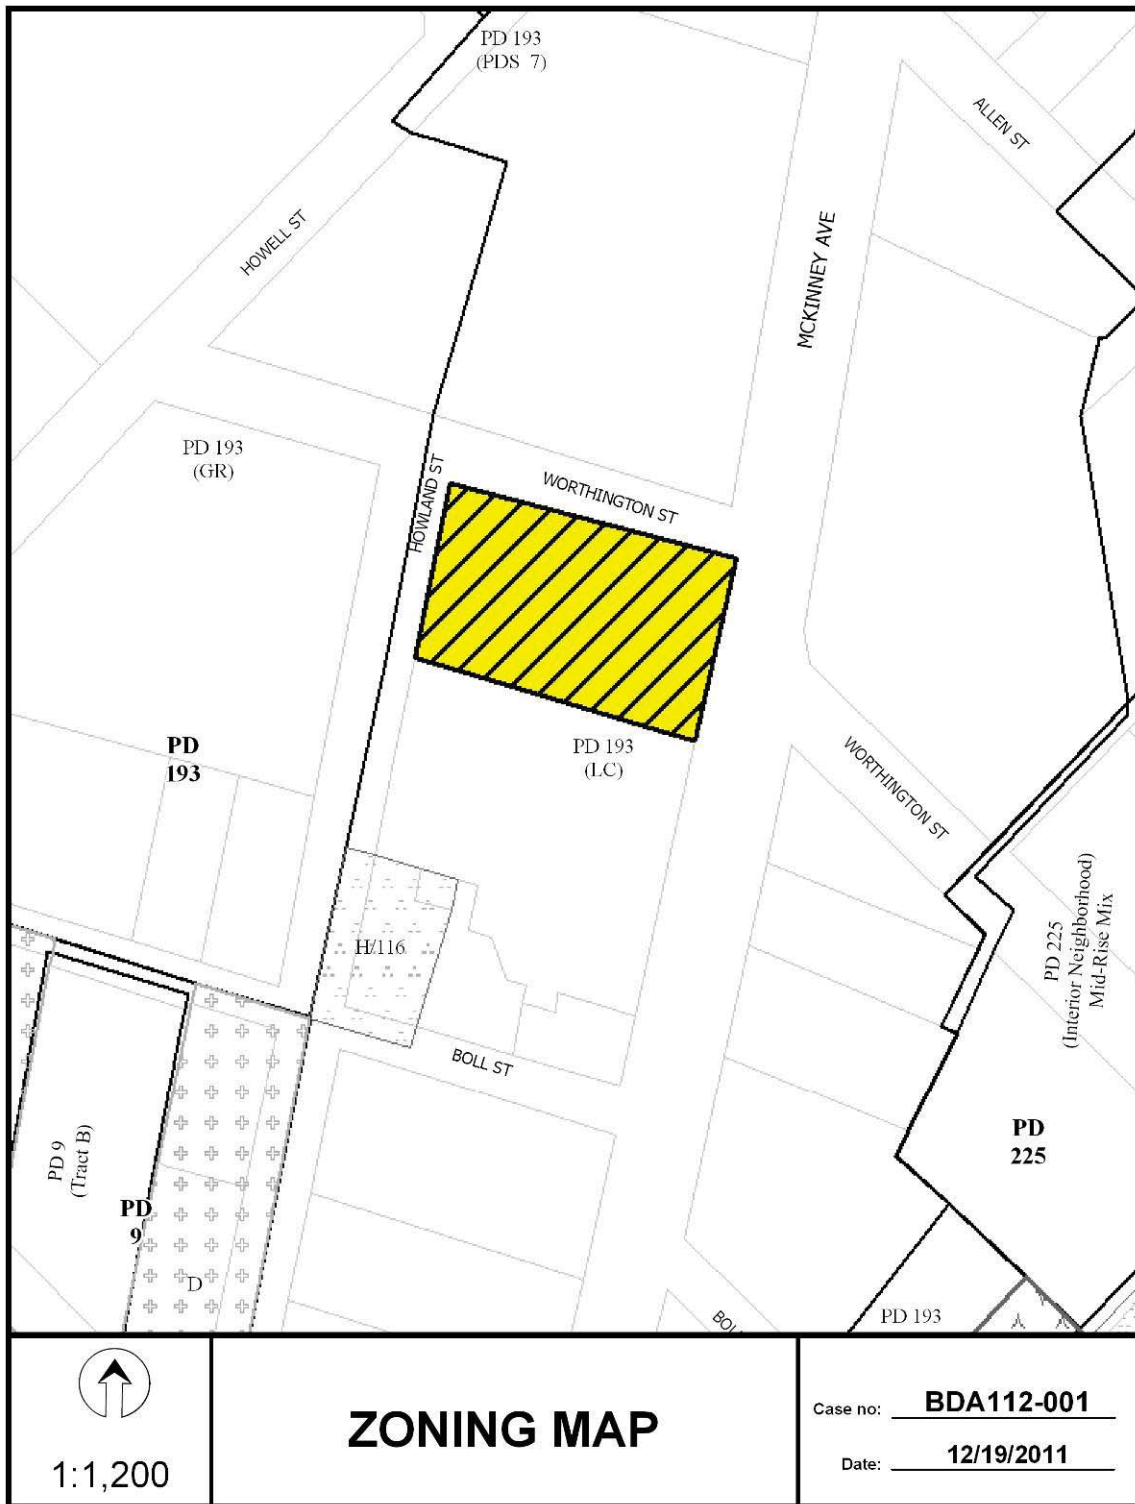 PD 193
(PDS 7)
ALLEN ST
HOWELL ST
MCKINNEY AVE
PD 193
(GR)
HOWLAND ST
WORTHINGTON ST
PD 193
(LC)
PD
193
WORTHINGTON ST
H/116
PD 225
(Interior Neighborhood)
Mid-Rise Mix
BOLL ST
PD
225
PD 9
(Tract B)
PD
9
D
PD 193
1:1,200
ZONING MAP
Case no: BDA112-001
Date: 12/19/2011